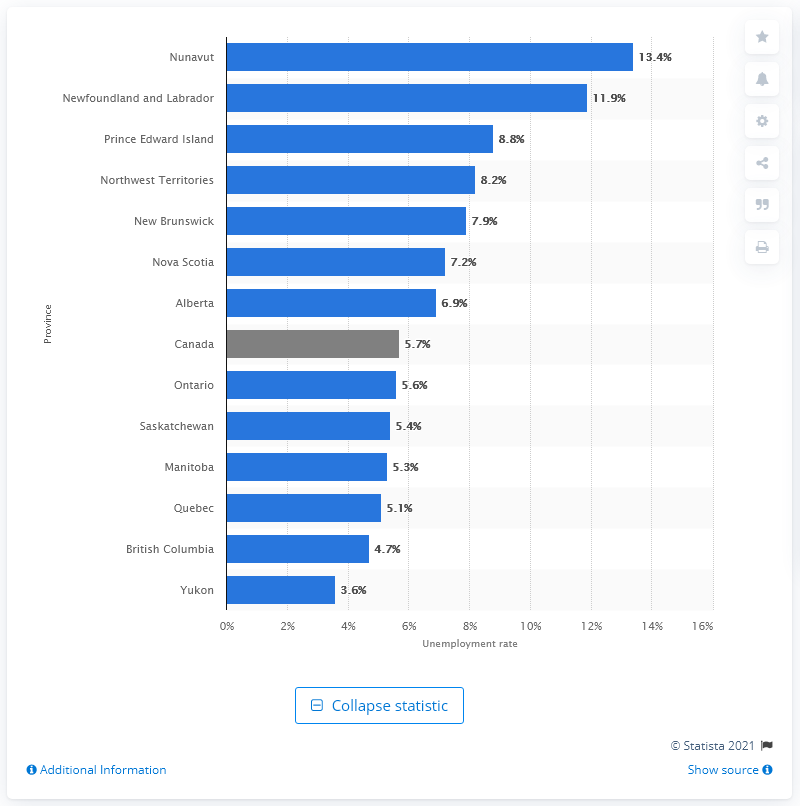 Province
Nunavut 13.4%
Newfoundland and Labrador 11.9%
Prince Edward Island 8.8%
Northwest Territories 8.2%
New Brunswick 7.9%
Nova Scotia 7.2%
Alberta 6.9%
Canada 5.7%
Ontario 5.6%
Saskatchewan 5.4%
Manitoba 5.3%
Quebec 5.1%
British Columbia 4.7%
Yukon 3.6%
0% 2% 4% 6% 8% 10% 12% 14% 16%
Unemployment rate
Collapse statistic
© Statista 2021
Additional Information Show source